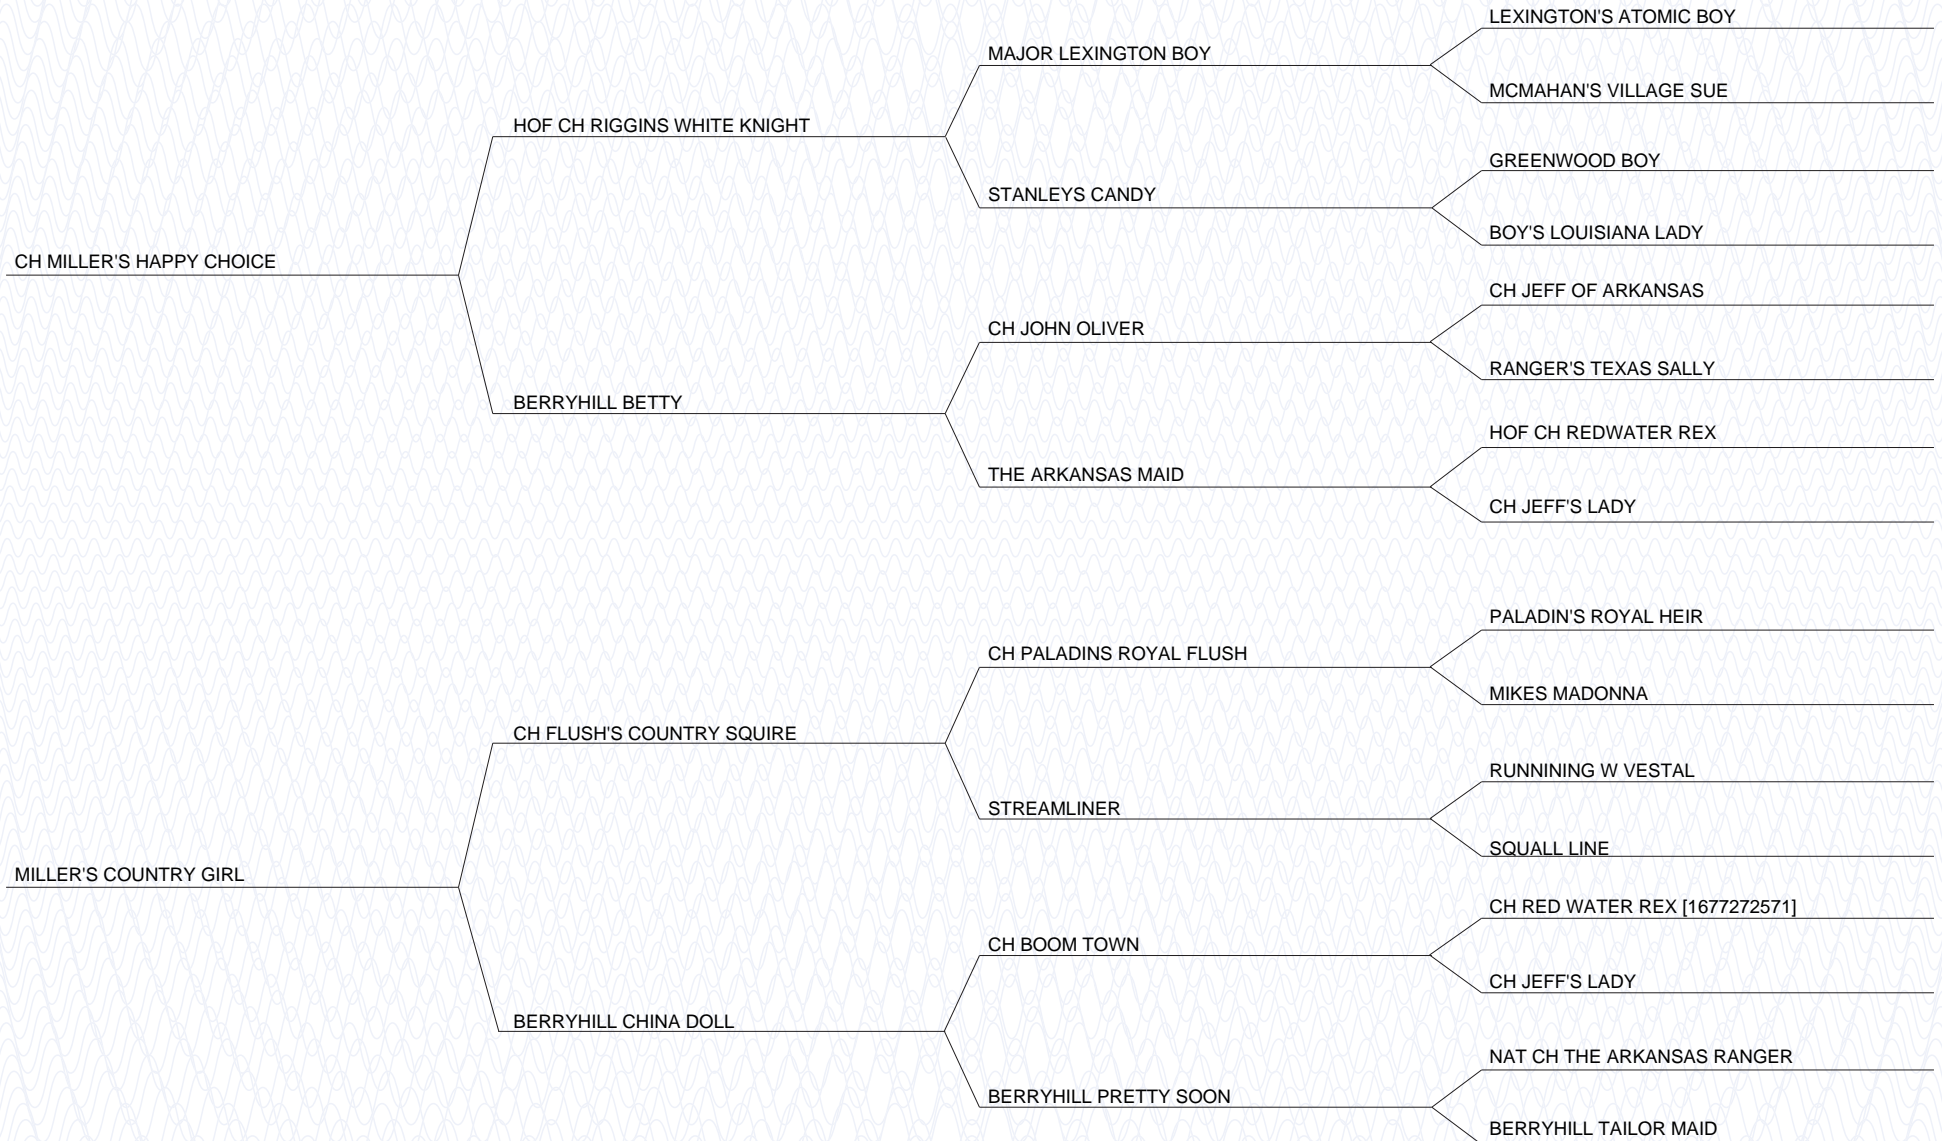 LEXINGTON'S ATOMIC BOY
MAJOR LEXINGTON BOY
MCMAHAN'S VILLAGE SUE
HOF CH RIGGINS WHITE KNIGHT
GREENWOOD BOY
STANLEYS CANDY
BOY'S LOUISIANA LADY
CH MILLER'S HAPPY CHOICE
CH JEFF OF ARKANSAS
CH JOHN OLIVER
RANGER'S TEXAS SALLY
BERRYHILL BETTY
HOF CH REDWATER REX
THE ARKANSAS MAID
CH JEFF'S LADY
PALADIN'S ROYAL HEIR
CH PALADINS ROYAL FLUSH
MIKES MADONNA
CH FLUSH'S COUNTRY SQUIRE
RUNNINING W VESTAL
STREAMLINER
SQUALL LINE
MILLER'S COUNTRY GIRL
CH RED WATER REX [1677272571]
CH BOOM TOWN
CH JEFF'S LADY
BERRYHILL CHINA DOLL
NAT CH THE ARKANSAS RANGER
BERRYHILL PRETTY SOON
BERRYHILL TAILOR MAID